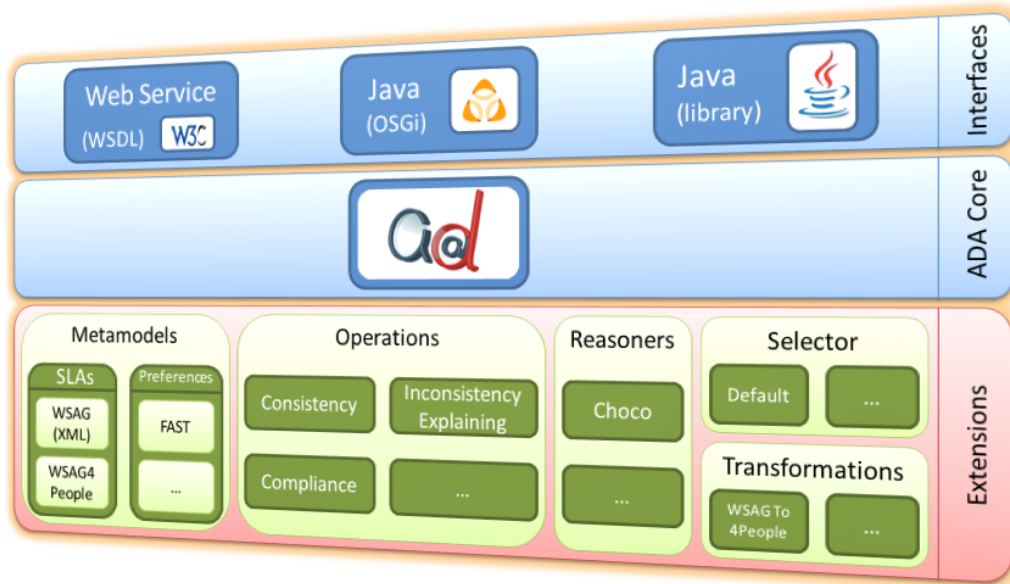 Web Service
(WSDL)
W3C
Java
(OSGi)
Java
(library)
Interfaces
a@d
ADA Core
Metamodels
SLAs
WSAG
(XML)
WSAG4
People
Preferences
FAST
...
Operations
Consistency
Inconsistency
Explaining
Compliance
...
Reasoners
Choco
...
Selector
Default
...
Transformations
WSAG To
4People
...
Extensions